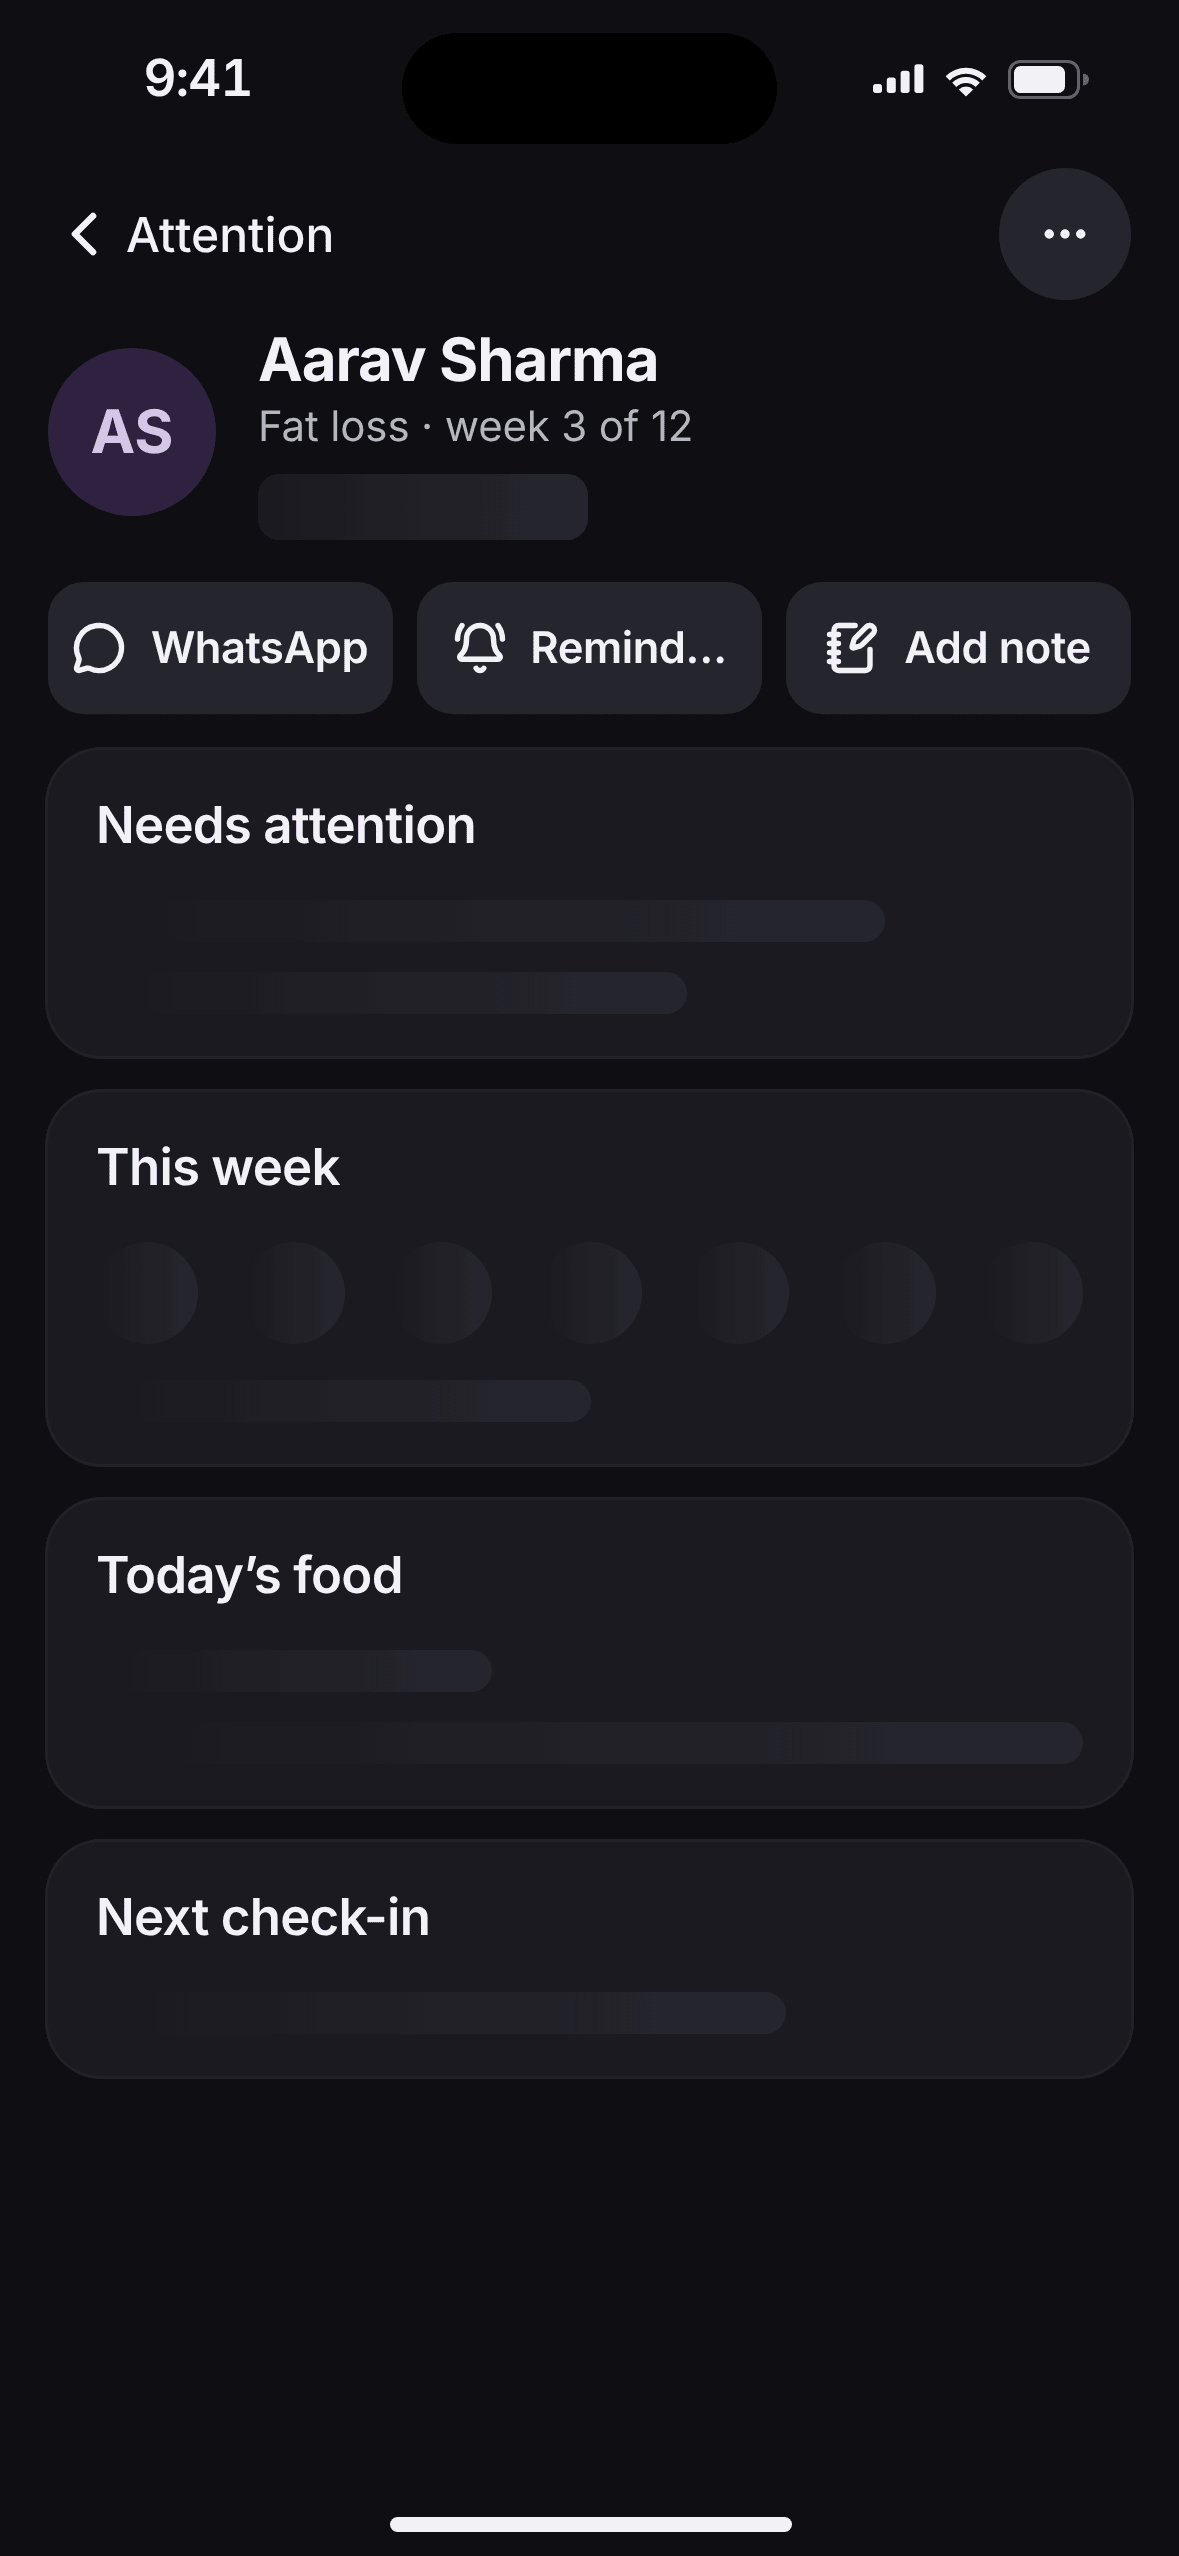 9:41
Attention
AS
Aarav Sharma
Fat loss · week 3 of 12
WhatsApp
Remind...
Add note
Needs attention
This week
Today’s food
Next check-in